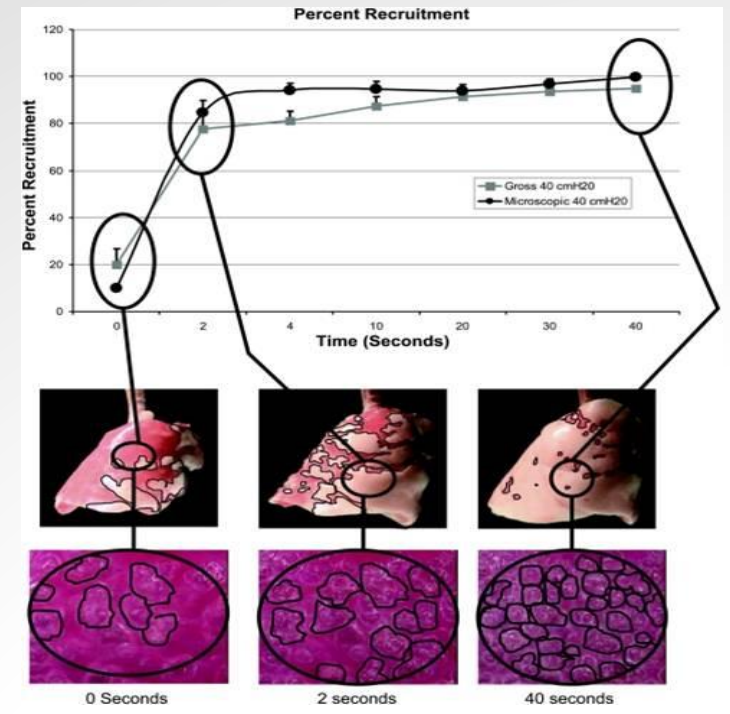 Percent Recruitment
120
100
80
60
40
20
0
Percent Recruitment
Gross 40 cmH20
Microscopic 40 cmH20
0 2 4 10 20 30 40
Time (Seconds)
0 Seconds 2 seconds 40 seconds